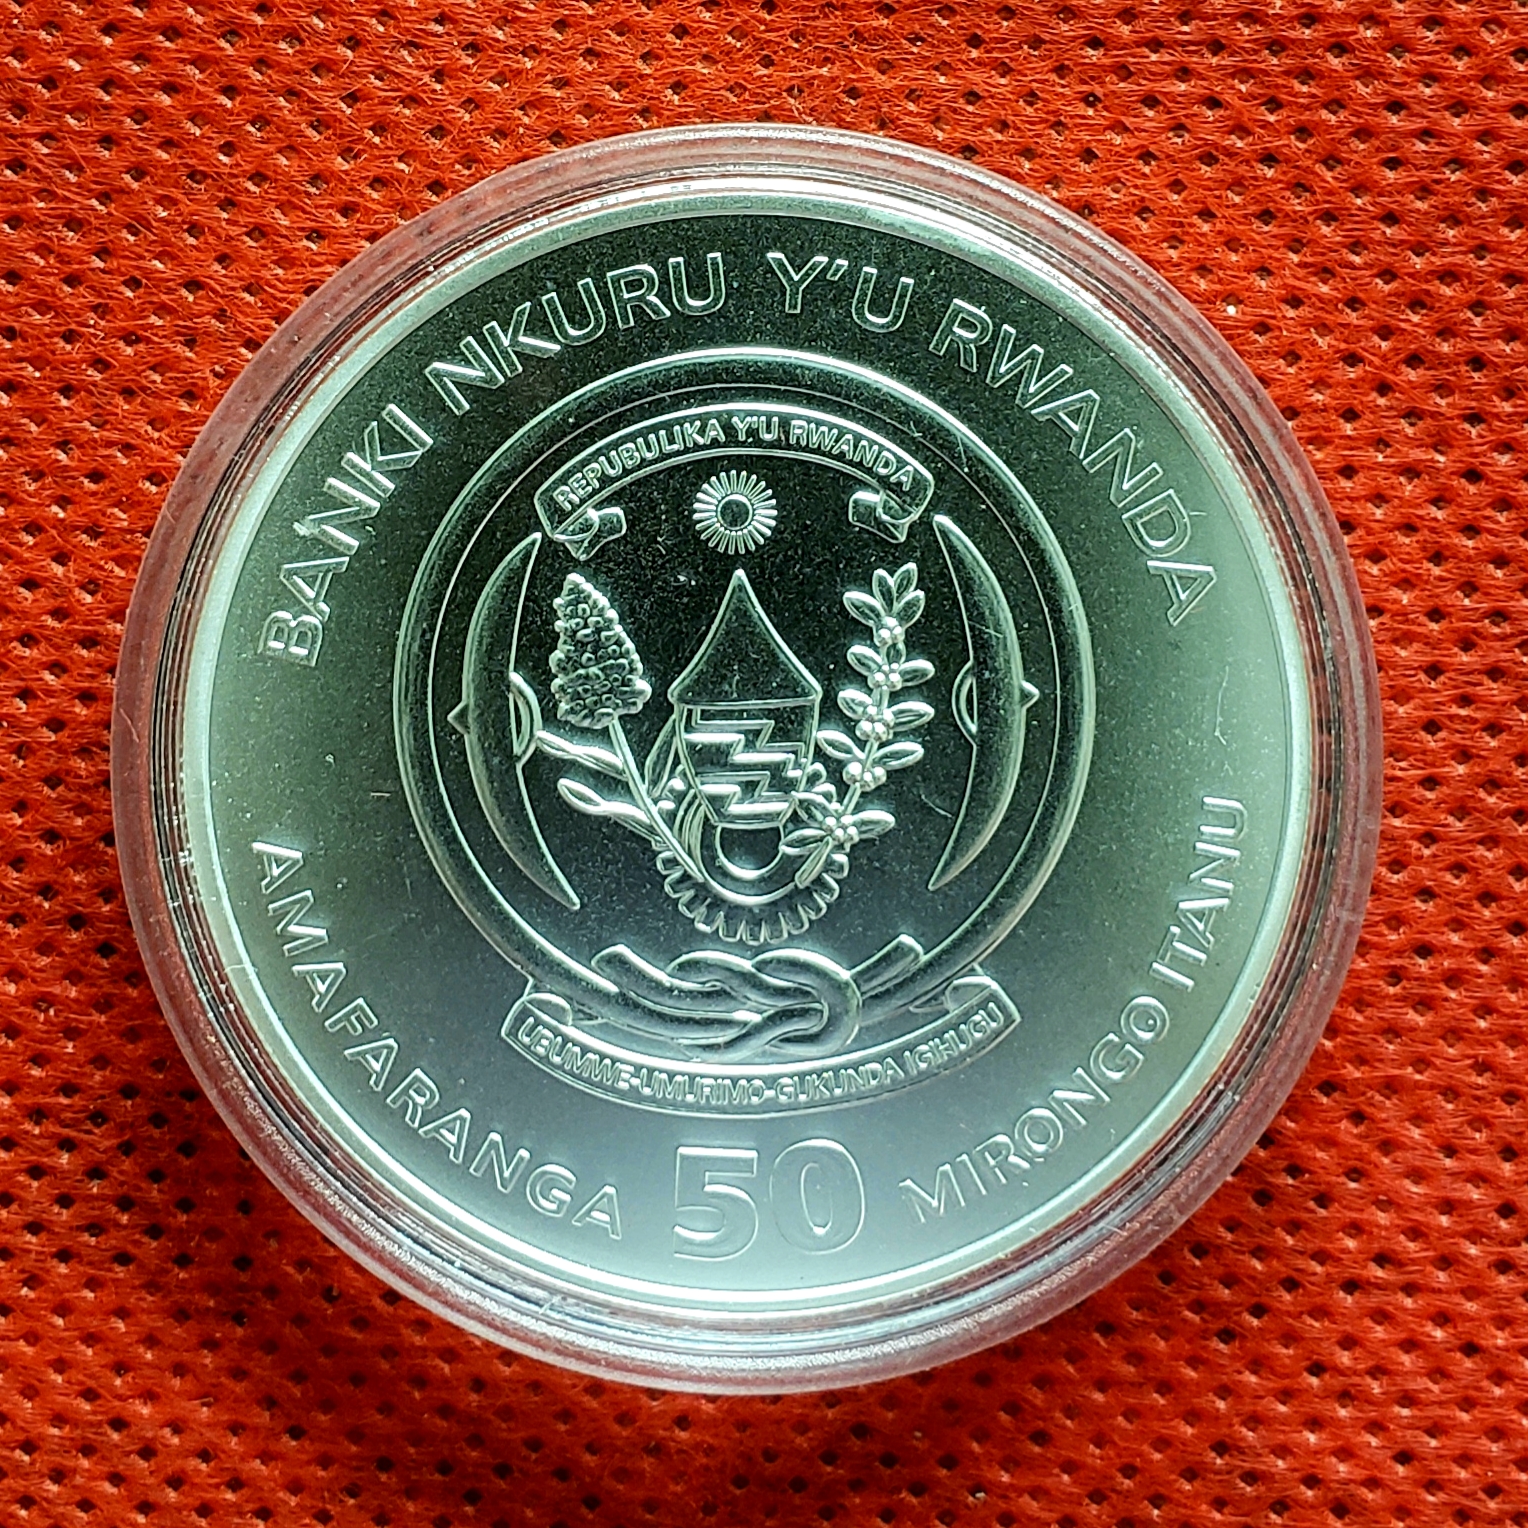 BANKI NKURU Y'U RWANDA
REPUBULIKA Y'U RWANDA
UBUMWE-UMURIMO-GUKUNDA IGIHUGU
AMAFARANGA 50 MIRONGO ITANU